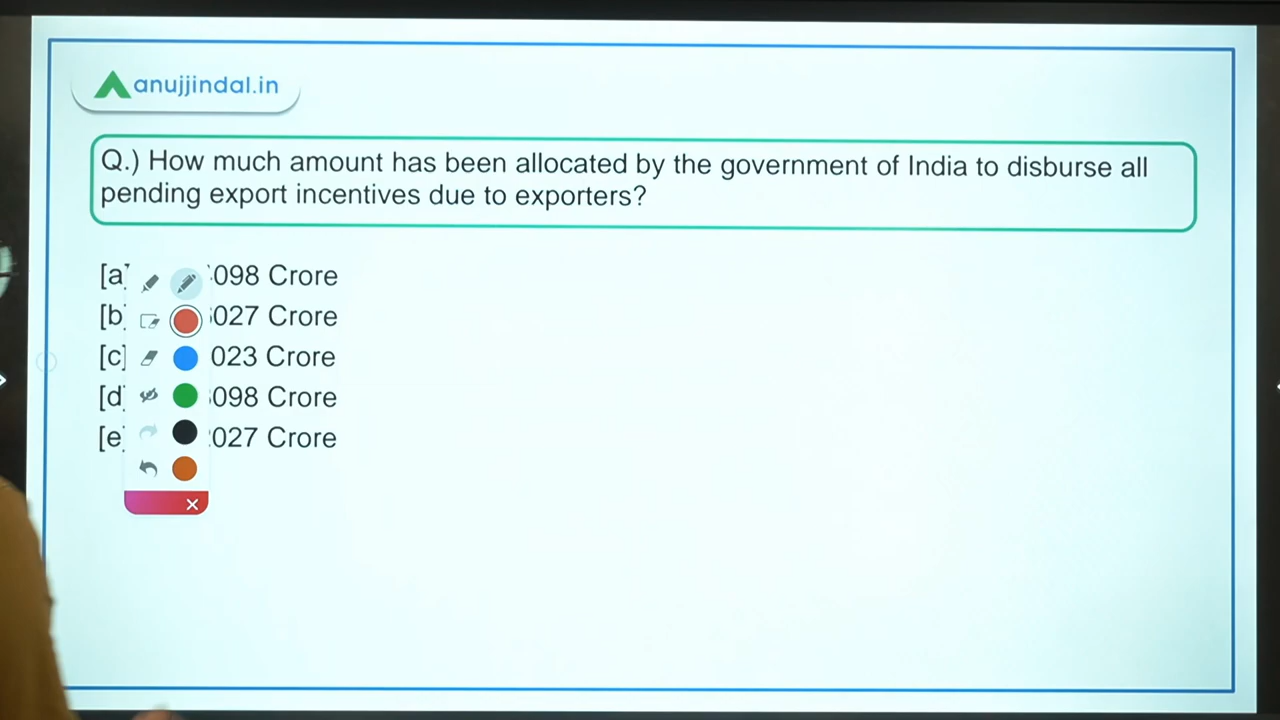 anujjindal.in
Q.) How much amount has been allocated by the government of India to disburse all
pending export incentives due to exporters?
[a] 098 Crore
[b] 027 Crore
[c] 023 Crore
[d] 098 Crore
[e] 027 Crore